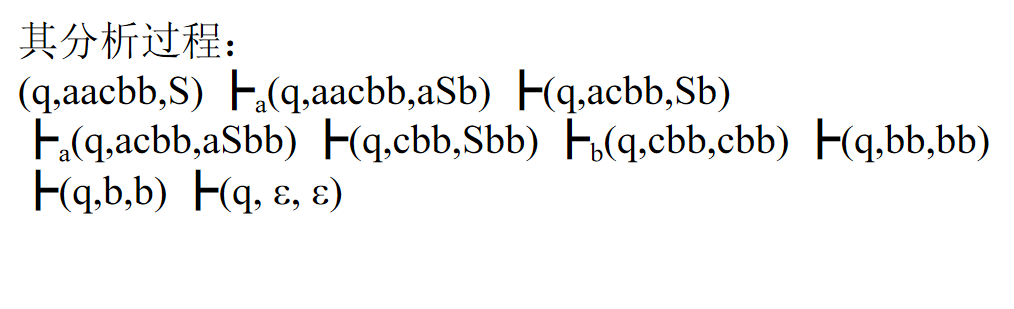 其分析过程：
(q,aacbb,S) ├a(q,aacbb,aSb) ├(q,acbb,Sb)
├a(q,acbb,aSbb) ├(q,cbb,Sbb) ├b(q,cbb,cbb) ├(q,bb,bb)
├(q,b,b) ├(q, ε, ε)